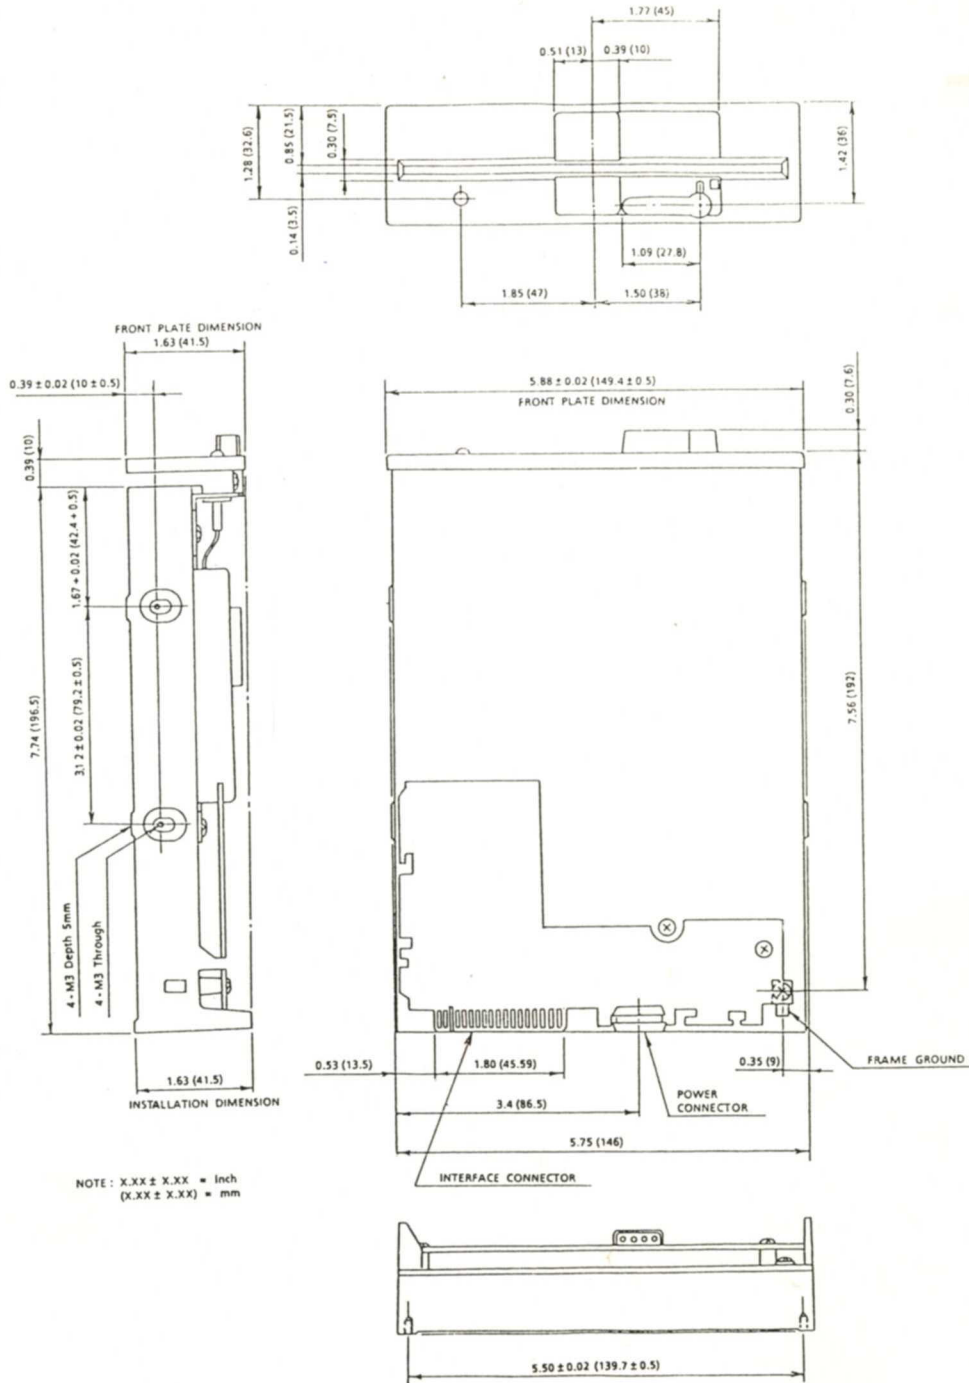 1.77 (45)
0.51 (13)
0.39 (10)
1.28 (32.6)
0.85 (21.5)
0.30 (7.5)
0.14 (3.5)
1.42 (36)
1.09 (27.8)
1.85 (47)
1.50 (38)
FRONT PLATE DIMENSION
1.63 (41.5)
0.39 ± 0.02 (10 ± 0.5)
0.39 (10)
1.67 + 0.02 (42.4 + 0.5)
3.1 2 ± 0.02 (79.2 ± 0.5)
7.74 (196.5)
4 - M3 Depth 5mm
4 - M3 Through
1.63 (41.5)
INSTALLATION DIMENSION
5.88 ± 0.02 (149.4 ± 0.5)
FRONT PLATE DIMENSION
0.30 (7.6)
7.56 (192)
0.53 (13.5)
1.80 (45.59)
0.35 (9)
FRAME GROUND
3.4 (86.5)
POWER
CONNECTOR
5.75 (146)
INTERFACE CONNECTOR
NOTE : X.XX ± X.XX = Inch
(X.XX ± X.XX) = mm
5.50 ± 0.02 (139.7 ± 0.5)